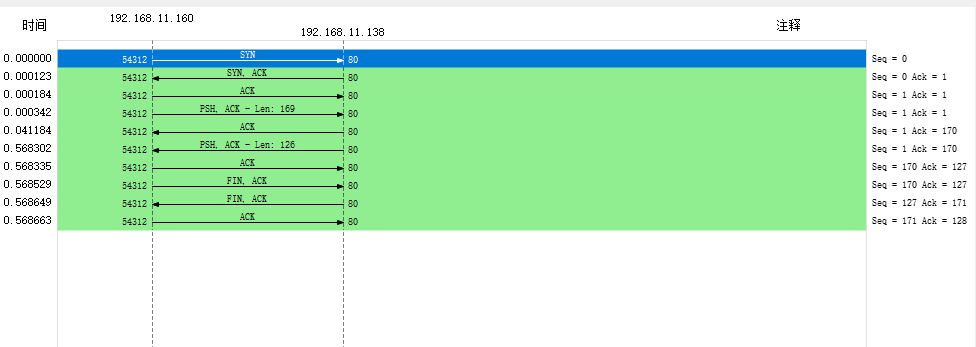 时间 192.168.11.160 192.168.11.138 注释
0.000000 54312 SYN 80 Seq = 0
0.000123 54312 SYN, ACK 80 Seq = 0 Ack = 1
0.000184 54312 ACK 80 Seq = 1 Ack = 1
0.000342 54312 PSH, ACK - Len: 169 80 Seq = 1 Ack = 1
0.041184 54312 ACK 80 Seq = 1 Ack = 170
0.568302 54312 PSH, ACK - Len: 126 80 Seq = 1 Ack = 170
0.568335 54312 ACK 80 Seq = 170 Ack = 127
0.568529 54312 FIN, ACK 80 Seq = 170 Ack = 127
0.568649 54312 FIN, ACK 80 Seq = 127 Ack = 171
0.568663 54312 ACK 80 Seq = 171 Ack = 128